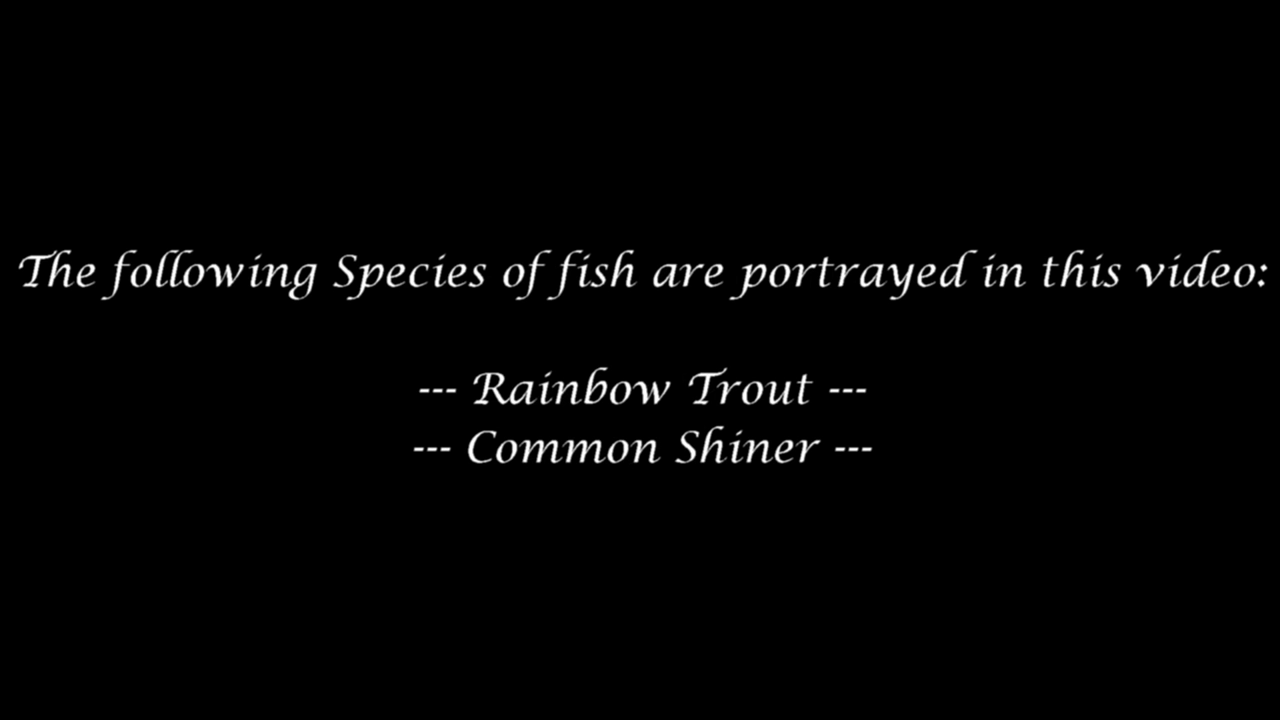 The following Species of fish are portrayed in this video:
--- Rainbow Trout ---
--- Common Shiner ---